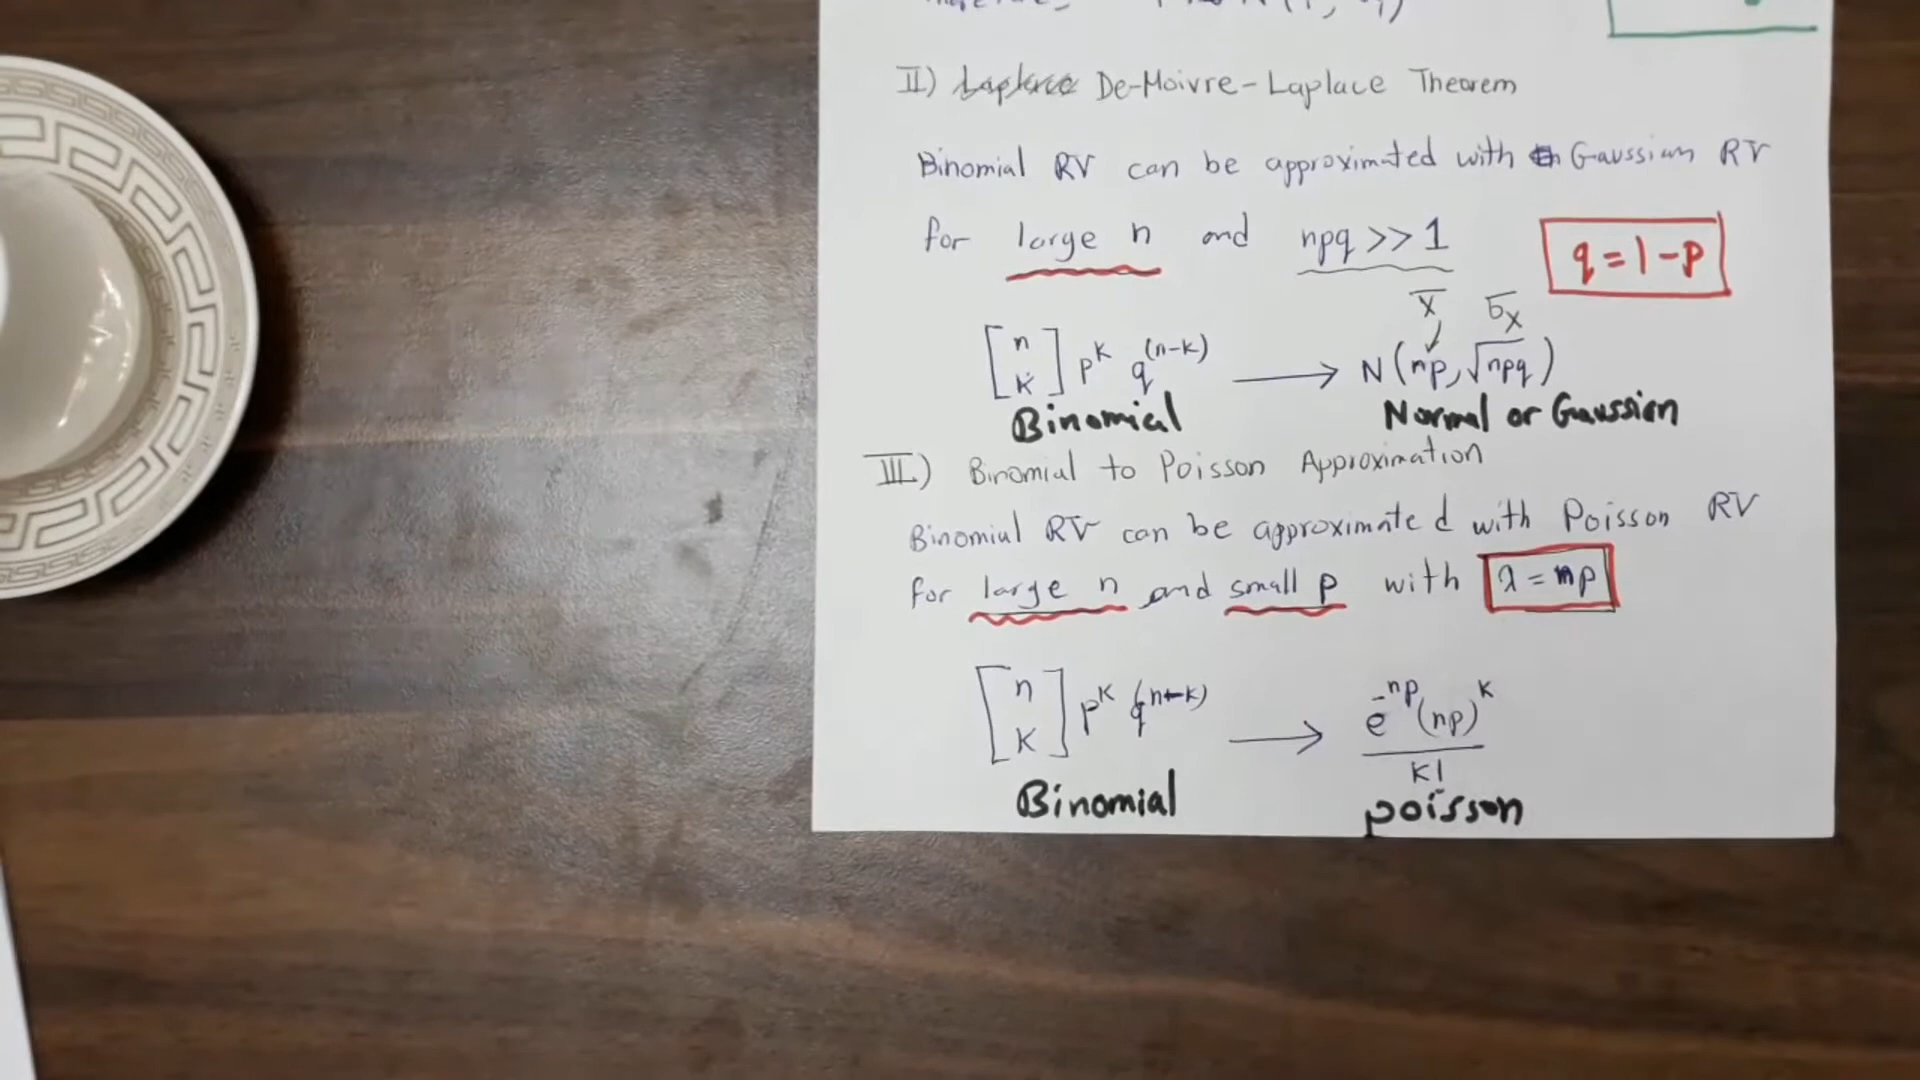 II) Laplace De-Moivre-Laplace Theorem
Binomial RV can be approximated with Gaussian RV
for large n and npq >> 1
q = 1 - p
x̄ σx
[n k] p^k q^(n-k) → N(np, √npq)
Binomial Normal or Gaussian
III.) Binomial to Poisson Approximation
Binomial RV can be approximated with Poisson RV
for large n and small p with λ = np
[n k] p^k q^(n-k) → e^-np (np)^k / k!
Binomial poisson